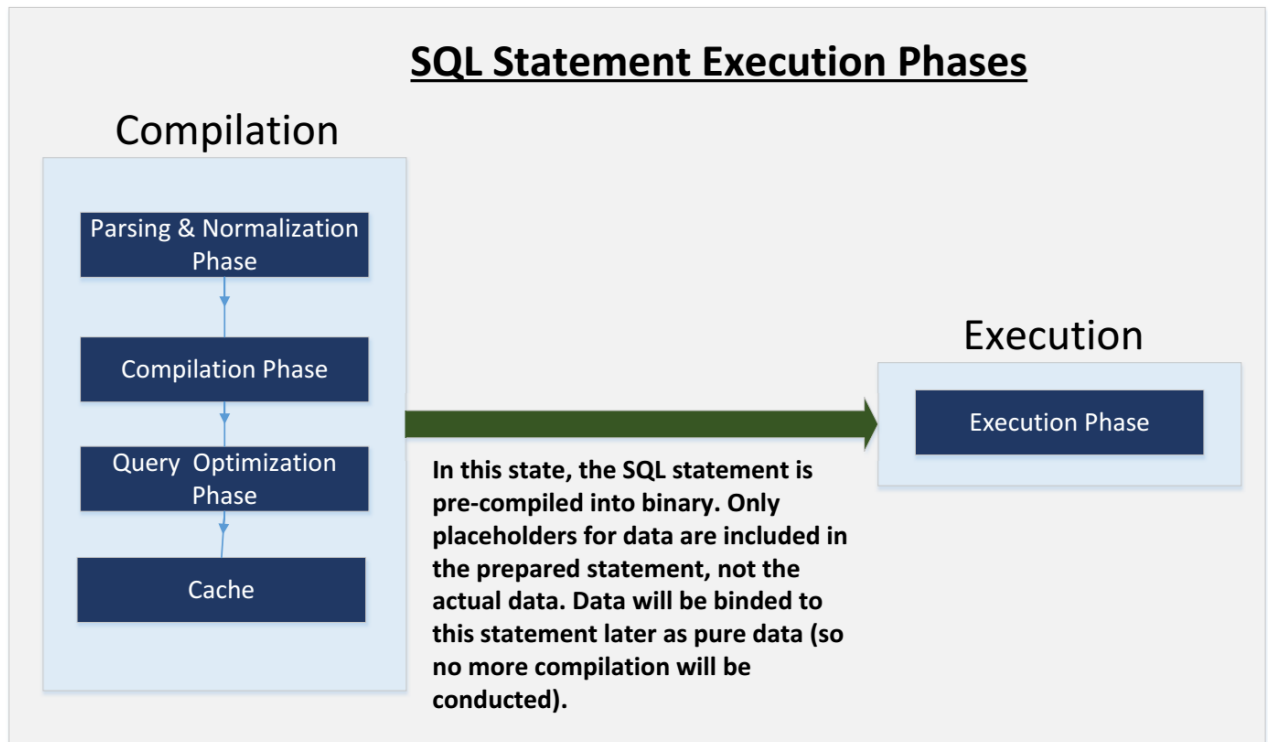 SQL Statement Execution Phases
Compilation
Parsing & Normalization
Phase
Compilation Phase
Query Optimization
Phase
Cache
In this state, the SQL statement is
pre-compiled into binary. Only
placeholders for data are included in
the prepared statement, not the
actual data. Data will be binded to
this statement later as pure data (so
no more compilation will be
conducted).
Execution
Execution Phase